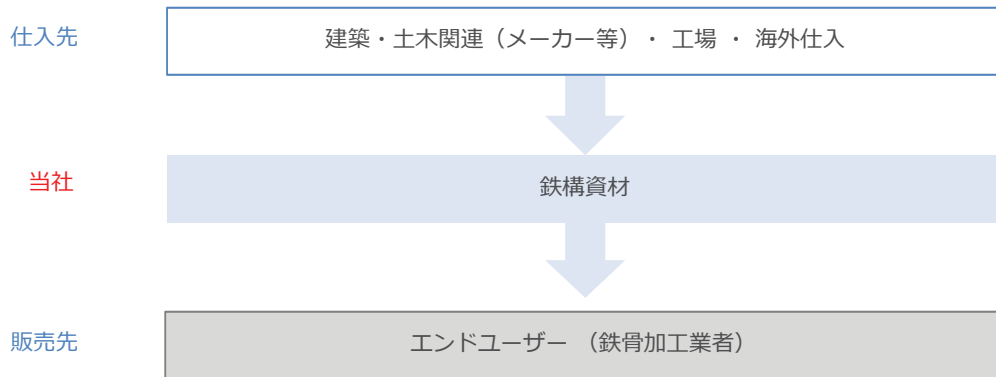 仕入先
建築・土木関連（メーカー等）・ 工場 ・ 海外仕入
当社
鉄構資材
販売先
エンドユーザー （鉄骨加工業者）